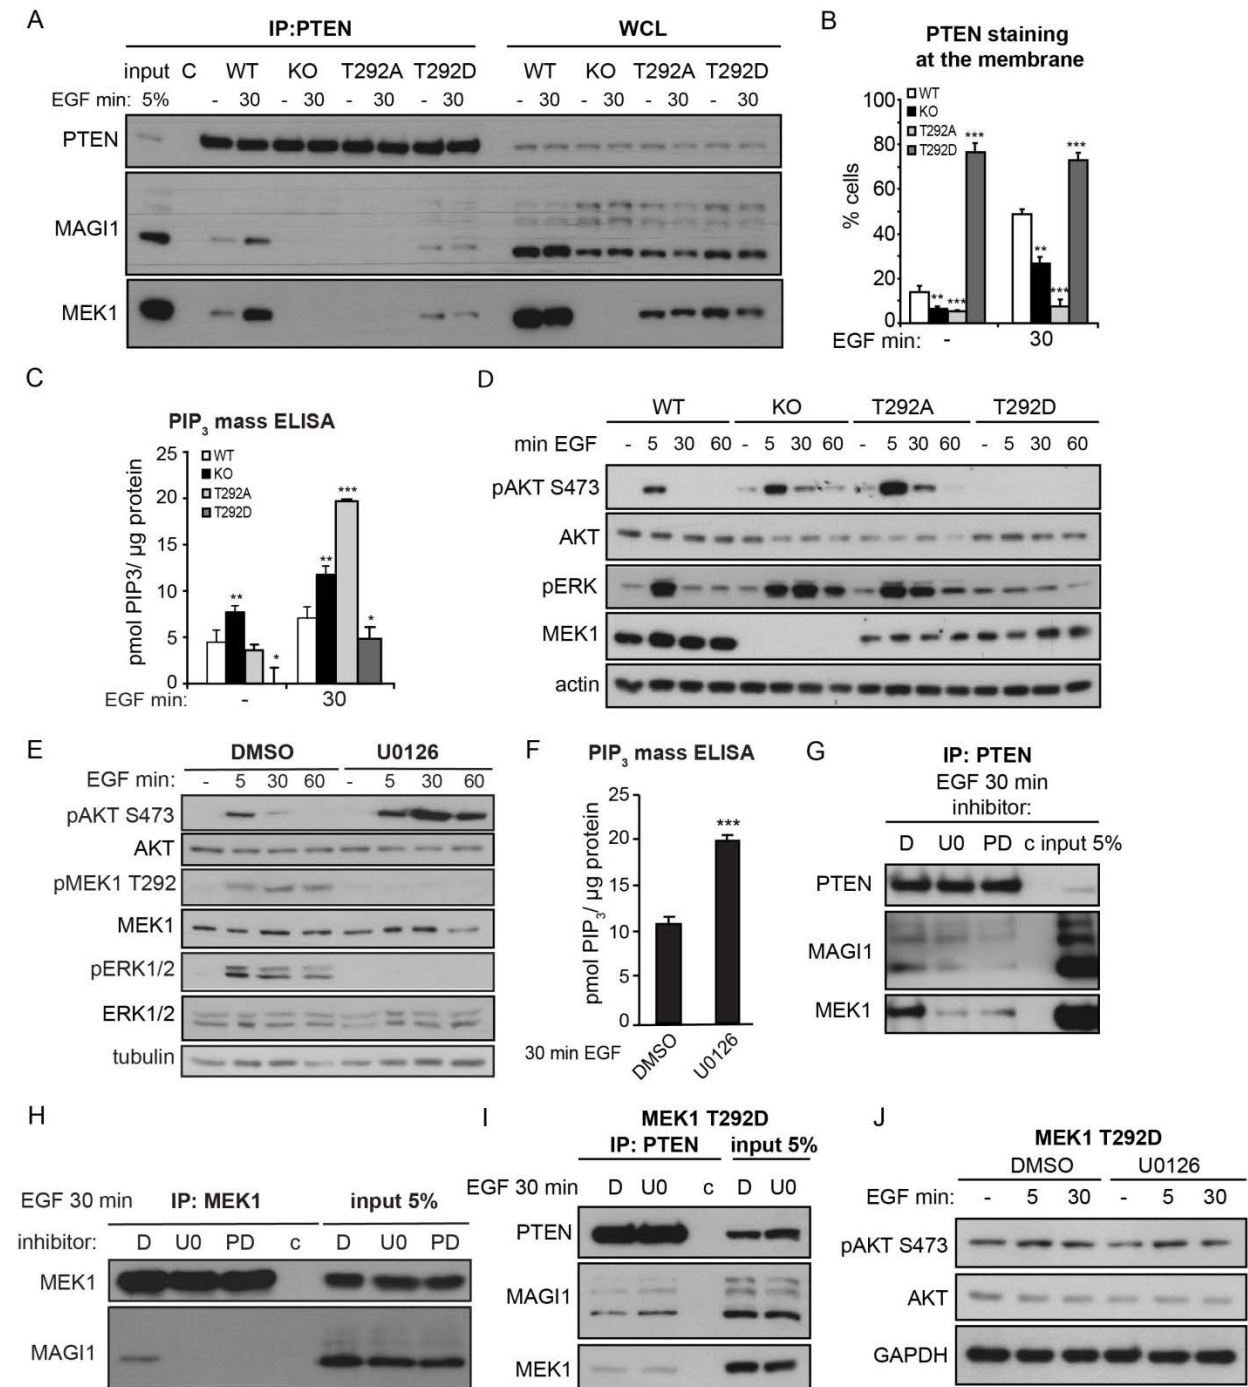 A
IP:PTEN WCL
input C WT KO T292A T292D WT KO T292A T292D
EGF min: 5% - 30 - 30 - 30 - 30 - 30 - 30 - 30 - 30
PTEN
MAGI1
MEK1
B
PTEN staining
at the membrane
100
80
60
40
20
0
% cells
WT
KO
T292A
T292D
** *** *** ** *** ***
EGF min: - 30
C
PIP3 mass ELISA
25
20
15
10
5
0
pmol PIP3/ µg protein
WT
KO
T292A
T292D
** * ** *** *
EGF min: - 30
D
WT KO T292A T292D
min EGF - 5 30 60 - 5 30 60 - 5 30 60 - 5 30 60
pAKT S473
AKT
pERK
MEK1
actin
E
DMSO U0126
EGF min: - 5 30 60 - 5 30 60
pAKT S473
AKT
pMEK1 T292
MEK1
pERK1/2
ERK1/2
tubulin
F
PIP3 mass ELISA
25
20
15
10
5
0
pmol PIP3/ µg protein
***
30 min EGF
DMSO U0126
G
IP: PTEN
EGF 30 min
inhibitor:
D U0 PD c input 5%
PTEN
MAGI1
MEK1
H
EGF 30 min IP: MEK1 input 5%
inhibitor: D U0 PD c D U0 PD
MEK1
MAGI1
I
MEK1 T292D
IP: PTEN input 5%
EGF 30 min D U0 c D U0
PTEN
MAGI1
MEK1
J
MEK1 T292D
DMSO U0126
EGF min: - 5 30 - 5 30
pAKT S473
AKT
GAPDH